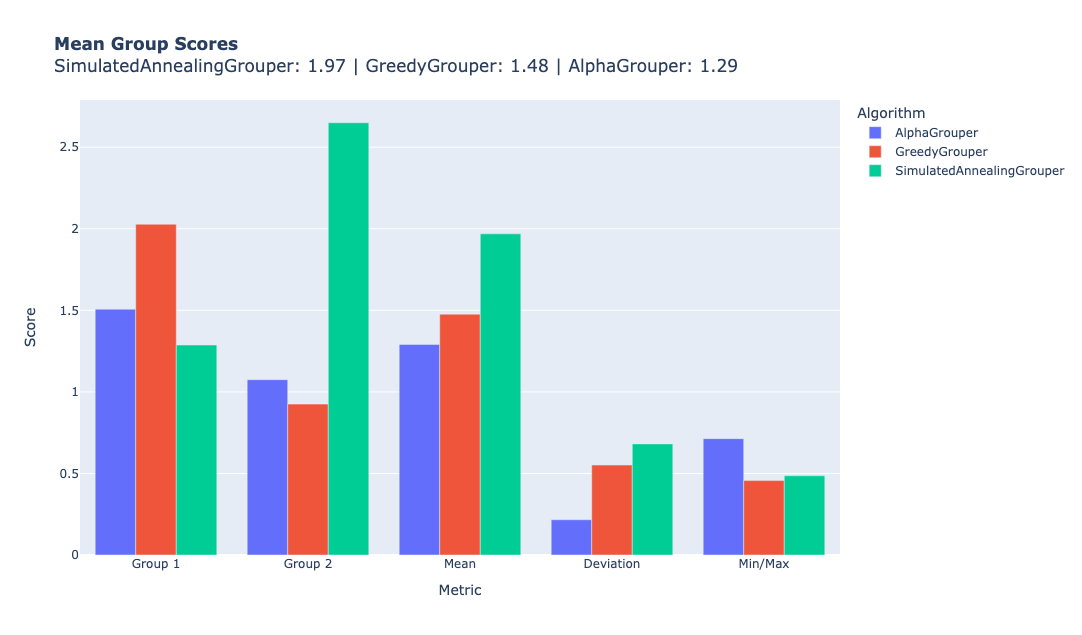 Mean Group Scores
SimulatedAnnealingGrouper: 1.97 | GreedyGrouper: 1.48 | AlphaGrouper: 1.29
Algorithm
AlphaGrouper
GreedyGrouper
SimulatedAnnealingGrouper
Score
2.5
2
1.5
1
0.5
0
Group 1
Group 2
Mean
Deviation
Min/Max
Metric